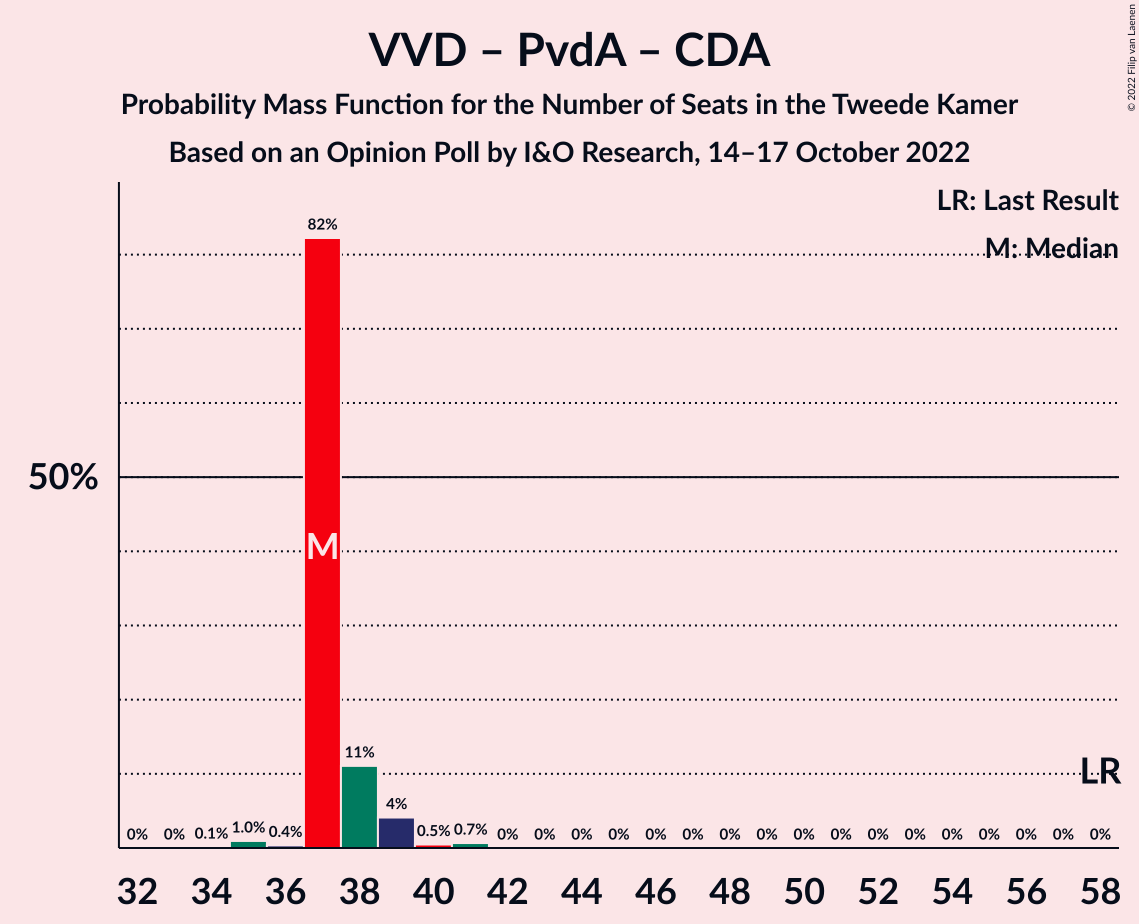 VVD – PvdA – CDA
Probability Mass Function for the Number of Seats in the Tweede Kamer
Based on an Opinion Poll by I&O Research, 14–17 October 2022
© 2022 Filip van Laenen
LR: Last Result
M: Median
82%
50%
M
11%
LR
4%
0% 0% 0.1% 1.0% 0.4% 0.5% 0.7% 0% 0% 0% 0% 0% 0% 0% 0% 0% 0% 0% 0% 0% 0% 0% 0% 0%
32 34 36 38 40 42 44 46 48 50 52 54 56 58